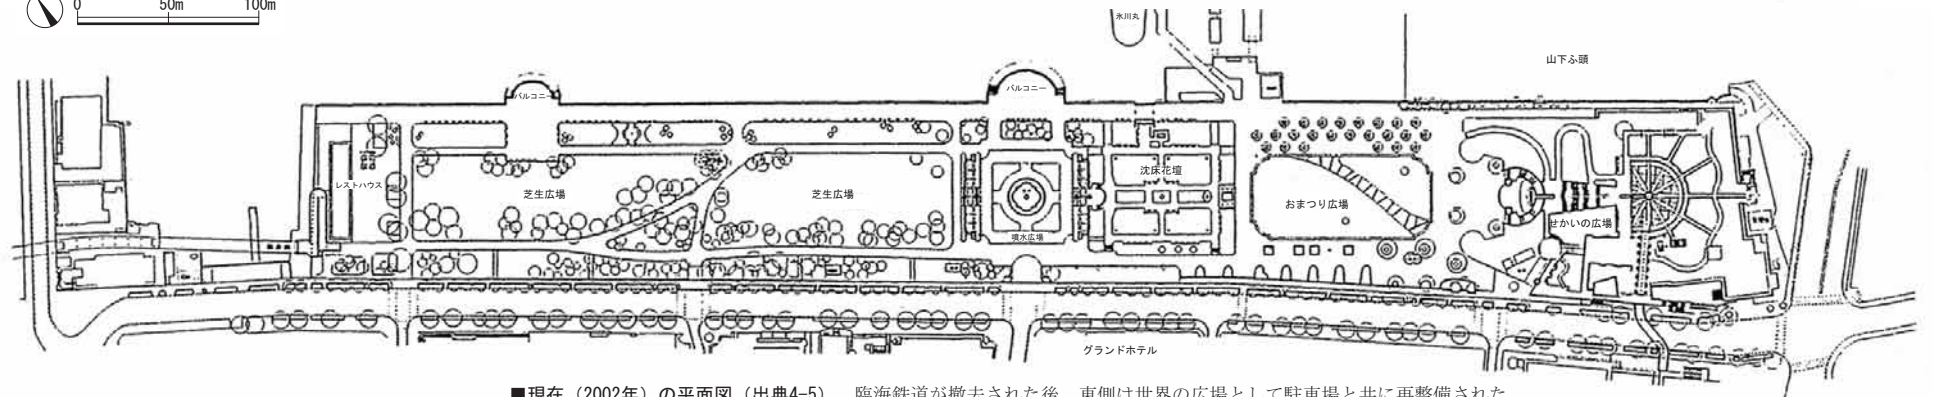 0 50m 100m
氷川丸
山下ふ頭
バルコニー
バルコニー
レストハウス
芝生広場
芝生広場
沈床花壇
おまつり広場
せかいの広場
噴水広場
グランドホテル
■現在（2002年）の平面図（出典4-5） 臨海鉄道が撤去された後、東側は世界の広場として駐車場と共に再整備された